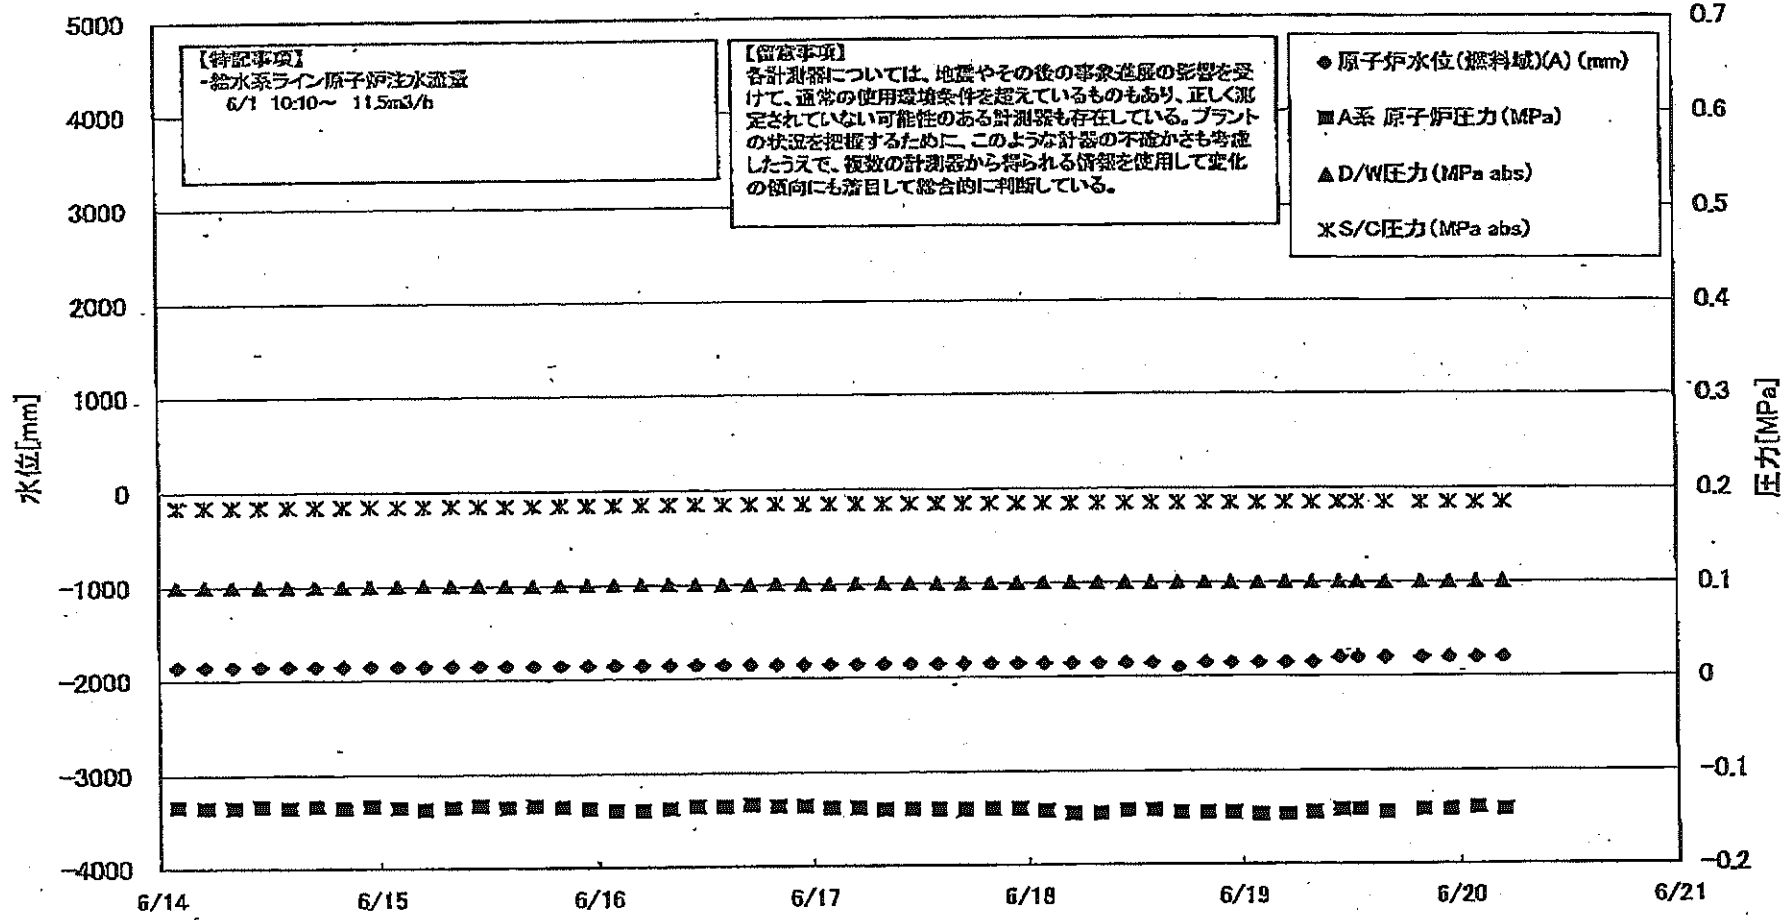 5000
4000
3000
2000
1000
0
-1000
-2000
-3000
-4000
水位[mm]
【特記事項】
・給水系ライン原子炉注水流量
6/1 10:10～ 11.5m3/h
【留意事項】
各計測器については、地震やその後の事象進展の影響を受
けて、通常の使用環境条件を超えているものもあり、正しく測
定されていない可能性のある計測器も存在している。プラント
の状況を把握するために、このような計器の不確かさも考慮
したうえで、複数の計測器から得られる情報を使用して変化
の傾向にも着目して総合的に判断している。
原子炉水位(燃料域)(A) (mm)
A系 原子炉圧力(MPa)
D/W圧力(MPa abs)
S/C圧力(MPa abs)
0.7
0.6
0.5
0.4
0.3
0.2
0.1
0
-0.1
-0.2
圧力[MPa]
6/14
6/15
6/16
6/17
6/18
6/19
6/20
6/21